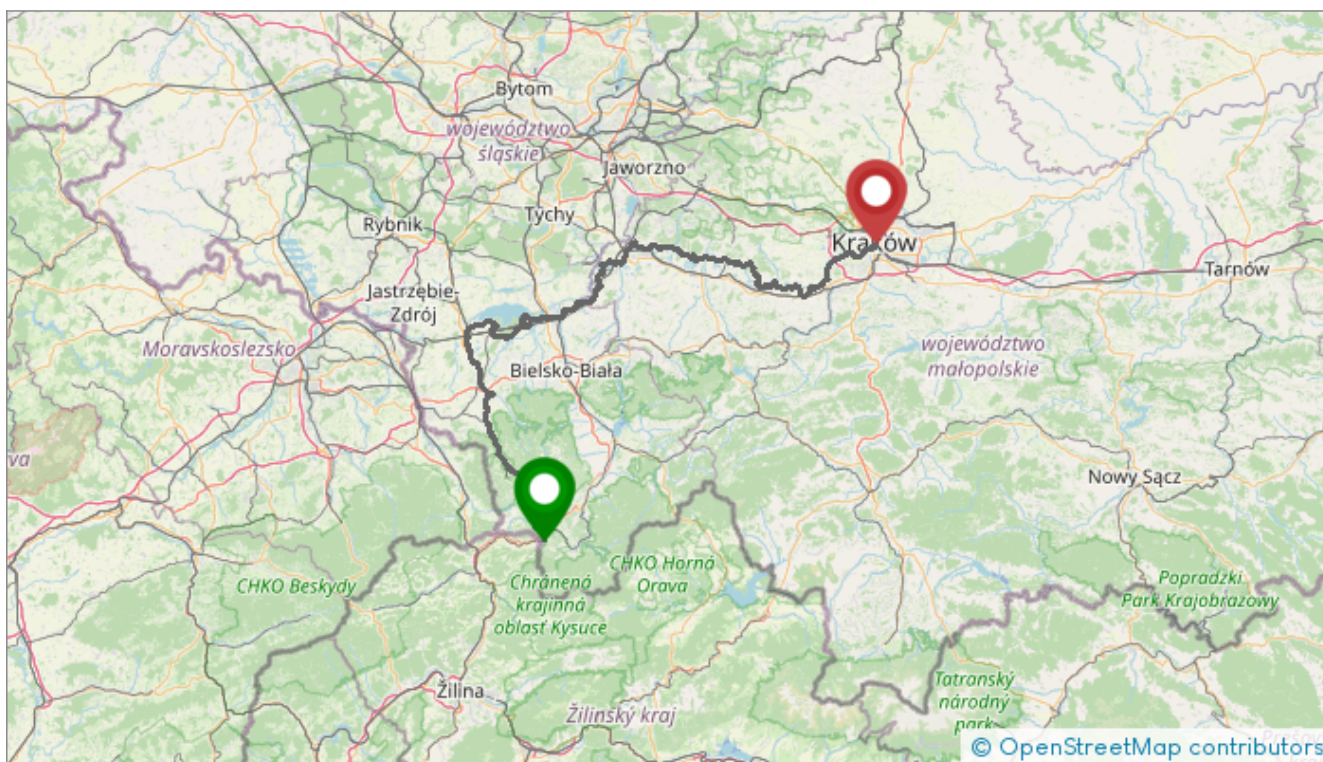 Bytom
województwo
śląskie
Jaworzno
Rybnik
Tychy
Kraków
Tarnów
Jastrzębie-
Zdrój
Moravskoslezsko
województwo
małopolskie
Bielsko-Biała
va
Nowy Sącz
CHKO Beskydy
Chránená
krajinná
oblasť Kysuce
CHKO Horná
Orava
Popradzki
Park Krajobrazowy
Žilina
Žilinský kraj
Tatranský
národný
park
© OpenStreetMap contributors